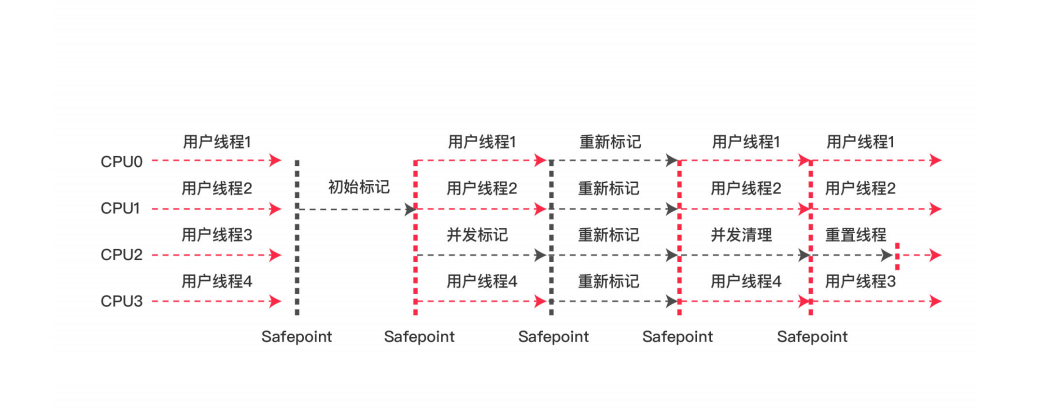 用户线程1 用户线程1 重新标记 用户线程1 用户线程1
CPU0
用户线程2 初始标记 用户线程2 重新标记 用户线程2 用户线程2
CPU1
用户线程3 并发标记 重新标记 并发清理 重置线程
CPU2
用户线程4 用户线程4 重新标记 用户线程4 用户线程3
CPU3
Safepoint Safepoint Safepoint Safepoint Safepoint